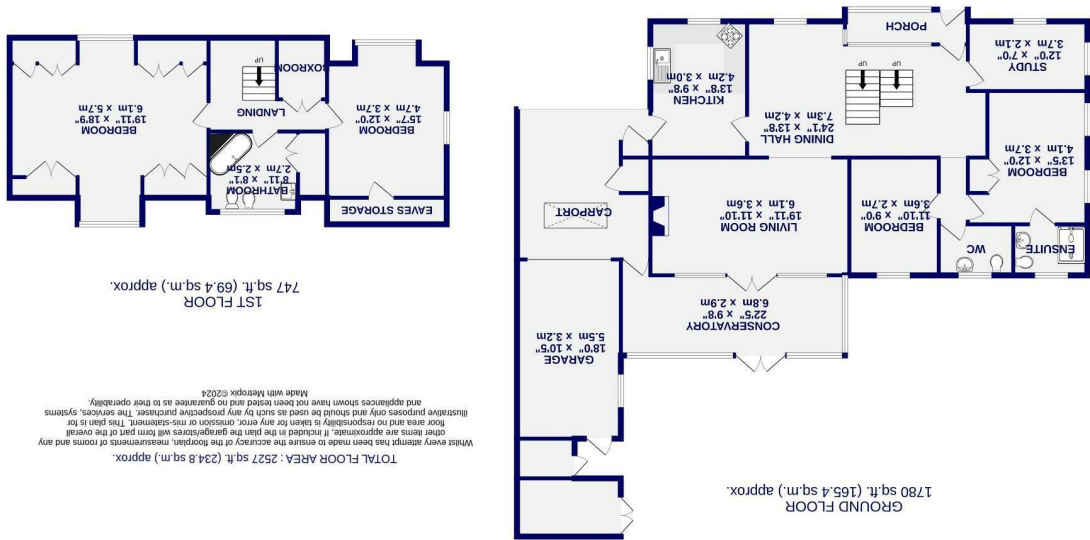 GROUND FLOOR
1780 sq.ft. (165.4 sq.m.) approx.
CONSERVATORY
22'5" x 9'8"
6.8m x 2.9m
GARAGE
18'0" x 10'5"
5.5m x 3.2m
ENSUITE
WC
BEDROOM
11'10" x 9'0"
3.6m x 2.7m
LIVING ROOM
19'11" x 11'10"
6.1m x 3.6m
CARPORT
BEDROOM
13'5" x 12'0"
4.1m x 3.7m
DINING HALL
24'1" x 13'8"
7.3m x 4.2m
KITCHEN
13'8" x 9'8"
4.2m x 3.0m
UP
UP
STUDY
12'0" x 7'0"
3.7m x 2.1m
PORCH
1ST FLOOR
747 sq.ft. (69.4 sq.m.) approx.
EAVES STORAGE
BATHROOM
8'11" x 8'1"
2.7m x 2.5m
BEDROOM
15'7" x 12'0"
4.7m x 3.7m
LANDING
BEDROOM
19'11" x 18'9"
6.1m x 5.7m
BOXROOM
UP
TOTAL FLOOR AREA : 2527 sq.ft. (234.8 sq.m.) approx.
Whilst every attempt has been made to ensure the accuracy of the floorplan, measurements of rooms and any
other items are approximate. If included in the plan the garage/stores will form part of the overall
floor area and no responsibility is taken for any error, omission or mis-statement. This plan is for
illustrative purposes only and should be used as such by any prospective purchaser. The services, systems
and appliances shown have not been tested and no guarantee as to their operability.
Made with Metropix ©2024